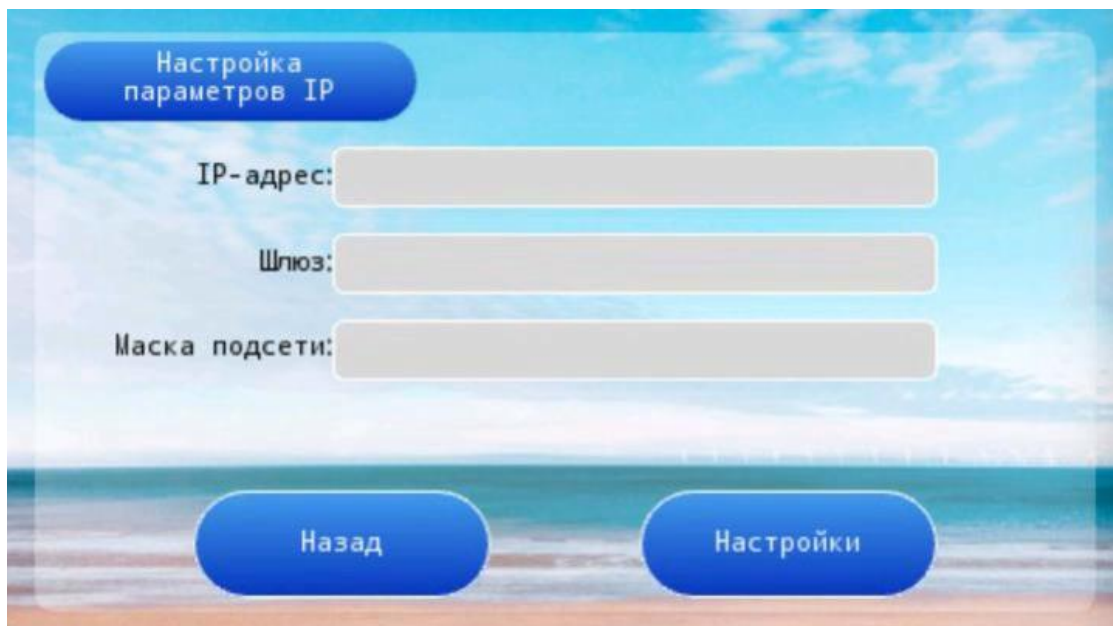 Настройка
параметров IP
IP-адрес:
Шлюз:
Маска подсети:
Назад
Настройки